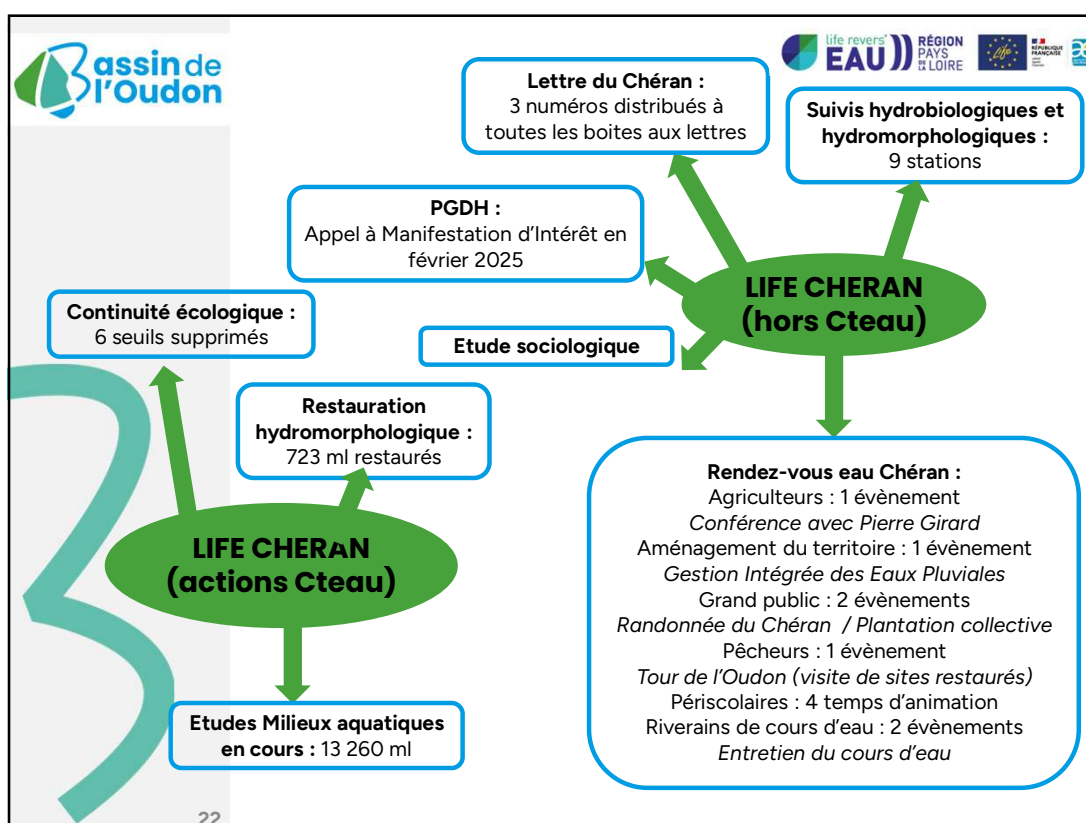 assin de
l'Oudon
life revers'
EAU
RÉGION
PAYS
DE LA LOIRE
Life
RÉPUBLIQUE
FRANÇAISE
Lettre du Chéran :
3 numéros distribués à
toutes les boites aux lettres
Suivis hydrobiologiques et
hydromorphologiques :
9 stations
PGDH :
Appel à Manifestation d'Intérêt en
février 2025
LIFE CHERAN
(hors Cteau)
Continuité écologique :
6 seuils supprimés
Etude sociologique
Restauration
hydromorphologique :
723 ml restaurés
LIFE CHERAN
(actions Cteau)
Etudes Milieux aquatiques
en cours : 13 260 ml
Rendez-vous eau Chéran :
Agriculteurs : 1 évènement
Conférence avec Pierre Girard
Aménagement du territoire : 1 évènement
Gestion Intégrée des Eaux Pluviales
Grand public : 2 évènements
Randonnée du Chéran / Plantation collective
Pêcheurs : 1 évènement
Tour de l'Oudon (visite de sites restaurés)
Périscolaires : 4 temps d'animation
Riverains de cours d'eau : 2 évènements
Entretien du cours d'eau
22